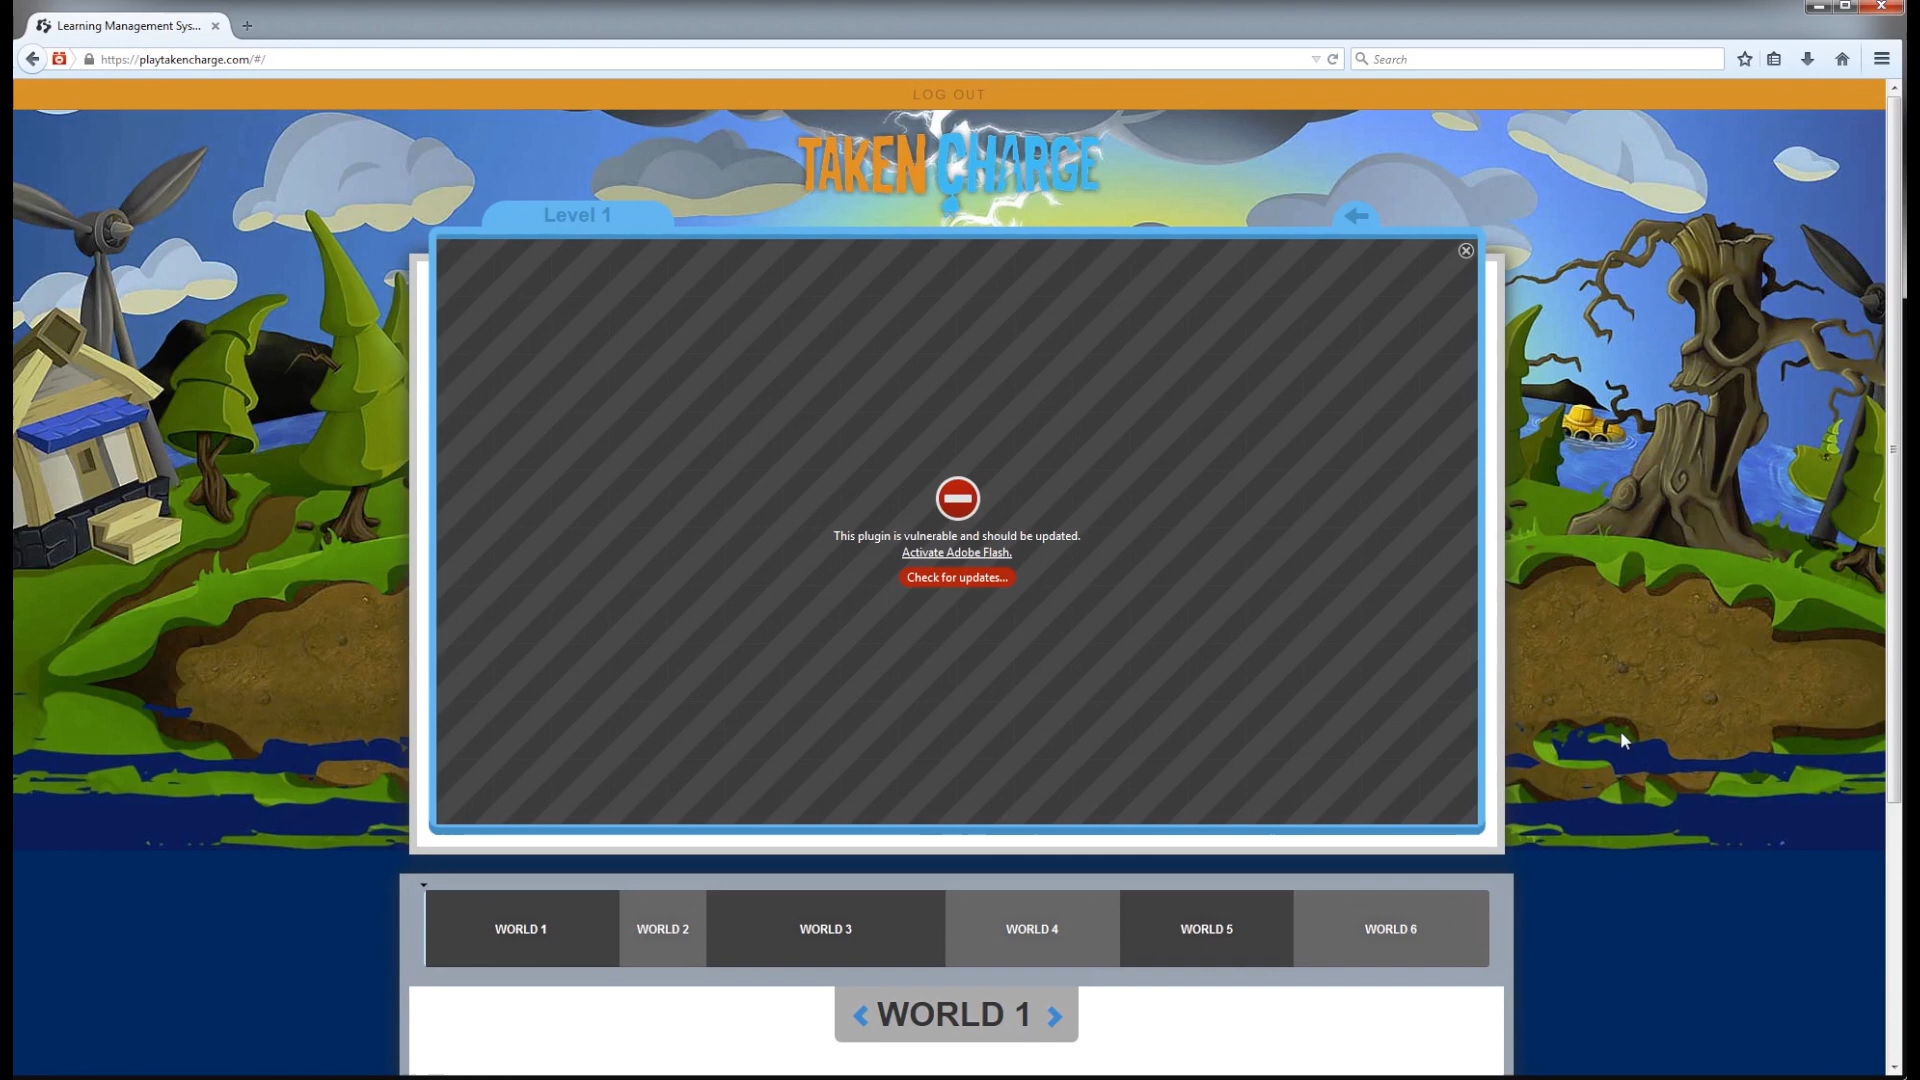 Learning Management Sys...
https://playtakencharge.com/#/
Search
LOG OUT
TAKEN CHARGE
Level 1
This plugin is vulnerable and should be updated.
Activate Adobe Flash.
Check for updates...
WORLD 1
WORLD 2
WORLD 3
WORLD 4
WORLD 5
WORLD 6
WORLD 1